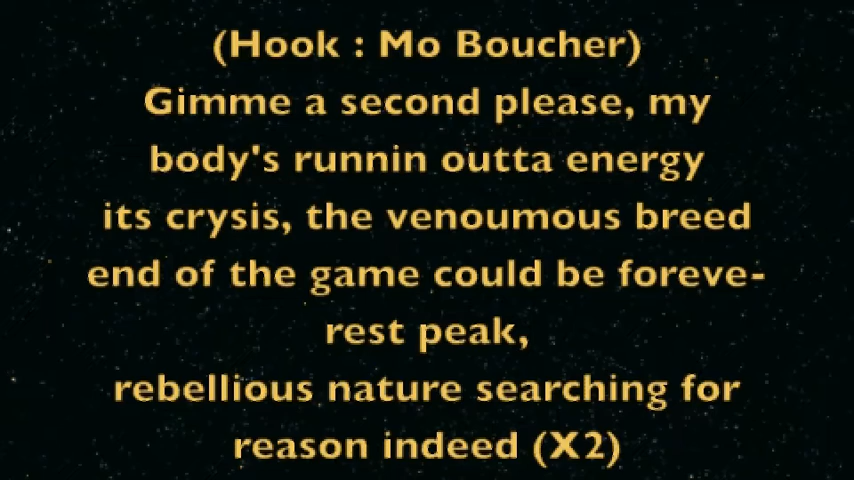 (Hook : Mo Boucher)
Gimme a second please, my
body's runnin outta energy
its crysis, the venoumous breed
end of the game could be foreve-
rest peak,
rebellious nature searching for
reason indeed (X2)